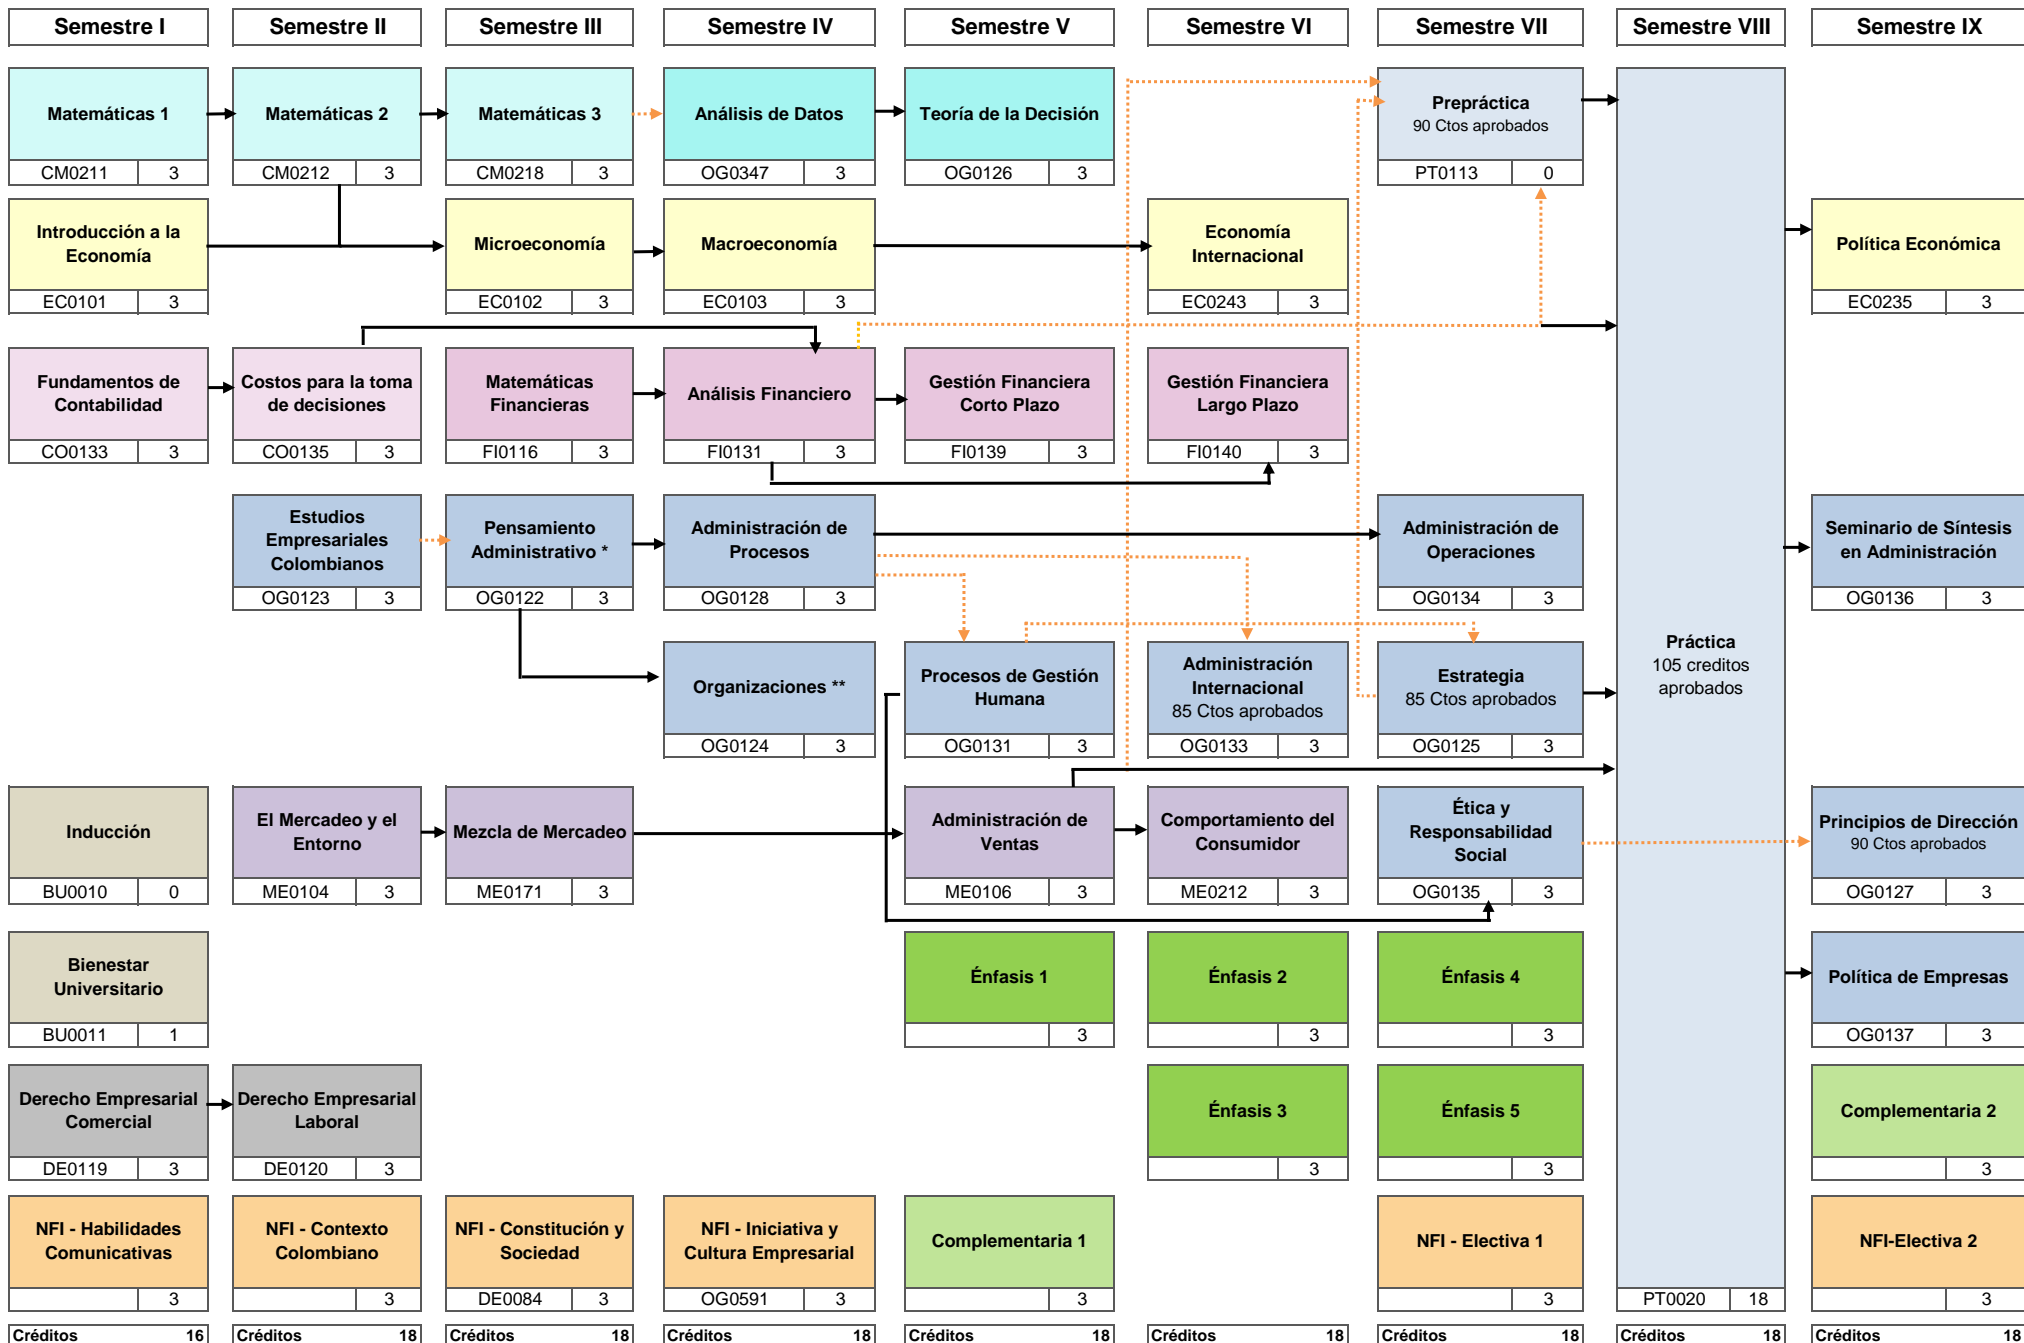 Semestre I
Semestre II
Semestre III
Semestre IV
Semestre V
Semestre VI
Semestre VII
Semestre VIII
Semestre IX
Matemáticas 1
CM0211 3
Matemáticas 2
CM0212 3
Matemáticas 3
CM0218 3
Análisis de Datos
OG0347 3
Teoría de la Decisión
OG0126 3
Prepráctica
90 Ctos aprobados
PT0113 0
Introducción a la
Economía
EC0101 3
Microeconomía
EC0102 3
Macroeconomía
EC0103 3
Economía
Internacional
EC0243 3
Política Económica
EC0235 3
Fundamentos de
Contabilidad
CO0133 3
Costos para la toma
de decisiones
CO0135 3
Matemáticas
Financieras
FI0116 3
Análisis Financiero
FI0131 3
Gestión Financiera
Corto Plazo
FI0139 3
Gestión Financiera
Largo Plazo
FI0140 3
Estudios
Empresariales
Colombianos
OG0123 3
Pensamiento
Administrativo *
OG0122 3
Administración de
Procesos
OG0128 3
Administración de
Operaciones
OG0134 3
Seminario de Síntesis
en Administración
OG0136 3
Organizaciones **
OG0124 3
Procesos de Gestión
Humana
OG0131 3
Administración
Internacional
85 Ctos aprobados
OG0133 3
Estrategia
85 Ctos aprobados
OG0125 3
Práctica
105 creditos
aprobados
Inducción
BU0010 0
El Mercadeo y el
Entorno
ME0104 3
Mezcla de Mercadeo
ME0171 3
Administración de
Ventas
ME0106 3
Comportamiento del
Consumidor
ME0212 3
Ética y
Responsabilidad
Social
OG0135 3
Principios de Dirección
90 Ctos aprobados
OG0127 3
Bienestar
Universitario
BU0011 1
Énfasis 1
3
Énfasis 2
3
Énfasis 4
3
Política de Empresas
OG0137 3
Derecho Empresarial
Comercial
DE0119 3
Derecho Empresarial
Laboral
DE0120 3
Énfasis 3
3
Énfasis 5
3
Complementaria 2
3
NFI - Habilidades
Comunicativas
3
NFI - Contexto
Colombiano
3
NFI - Constitución y
Sociedad
DE0084 3
NFI - Iniciativa y
Cultura Empresarial
OG0591 3
Complementaria 1
3
NFI - Electiva 1
3
PT0020 18
NFI-Electiva 2
3
Créditos 16
Créditos 18
Créditos 18
Créditos 18
Créditos 18
Créditos 18
Créditos 18
Créditos 18
Créditos 18